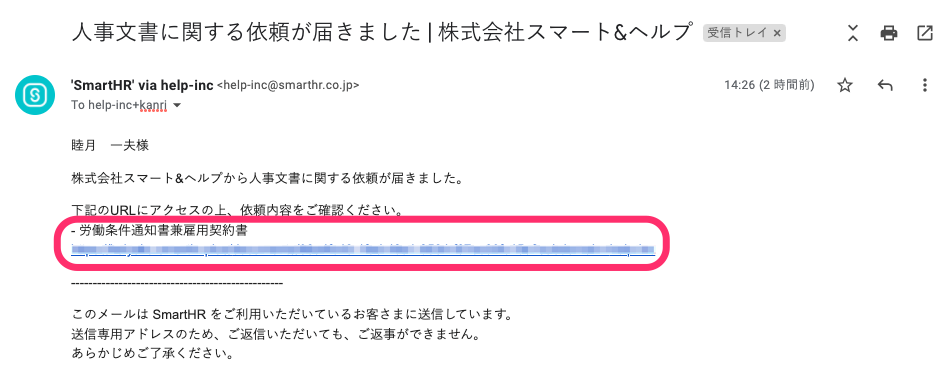 人事文書に関する依頼が届きました | 株式会社スマート&ヘルプ 受信トレイ ×
'SmartHR' via help-inc <help-inc@smarthr.co.jp> 14:26 (2 時間前)
To help-inc+kanri
睦月　一夫様
株式会社スマート&ヘルプから人事文書に関する依頼が届きました。
下記のURLにアクセスの上、依頼内容をご確認ください。
- 労働条件通知書兼雇用契約書
-------------------------------------------------
このメールは SmartHR をご利用いただいているお客さまに送信しています。
送信専用アドレスのため、ご返信いただいても、ご返事ができません。
あらかじめご了承ください。